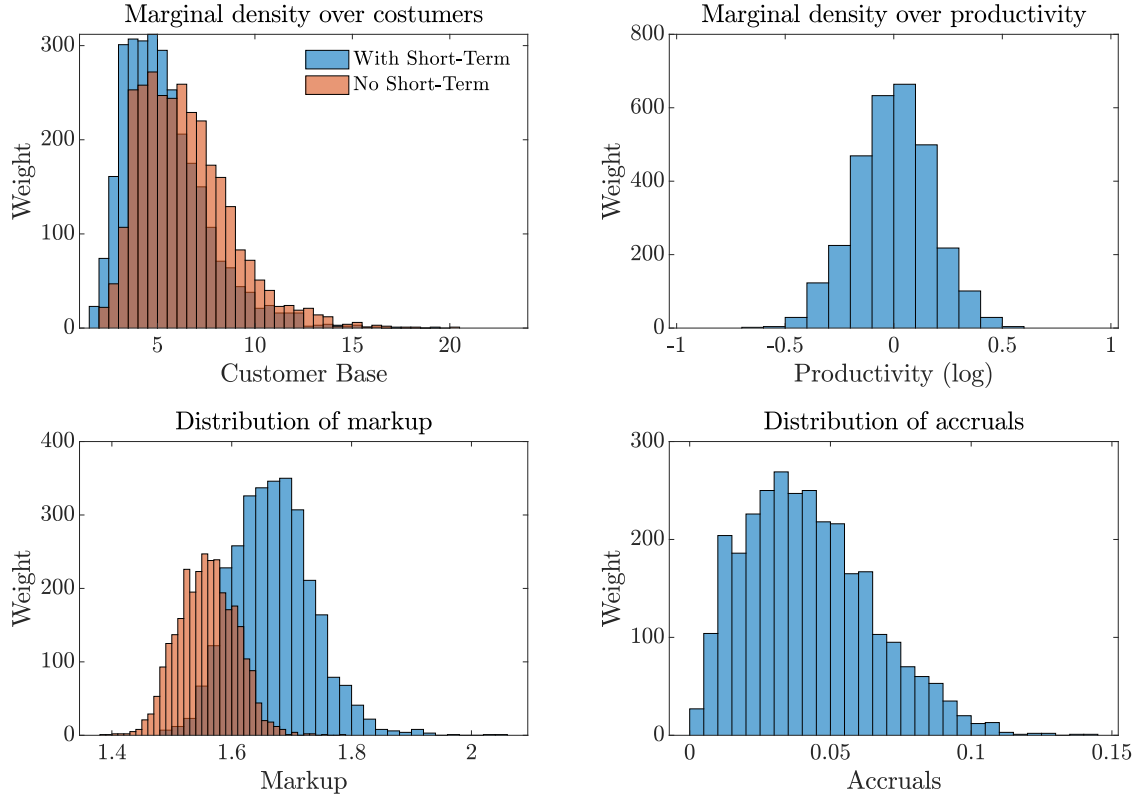 Marginal density over costumers
300
200
100
0
Weight
With Short-Term
No Short-Term
5
10
15
20
Customer Base
Marginal density over productivity
800
600
400
200
0
Weight
-1
-0.5
0
0.5
1
Productivity (log)
Distribution of markup
400
300
200
100
0
Weight
1.4
1.6
1.8
2
Markup
Distribution of accruals
300
200
100
0
Weight
0
0.05
0.1
0.15
Accruals